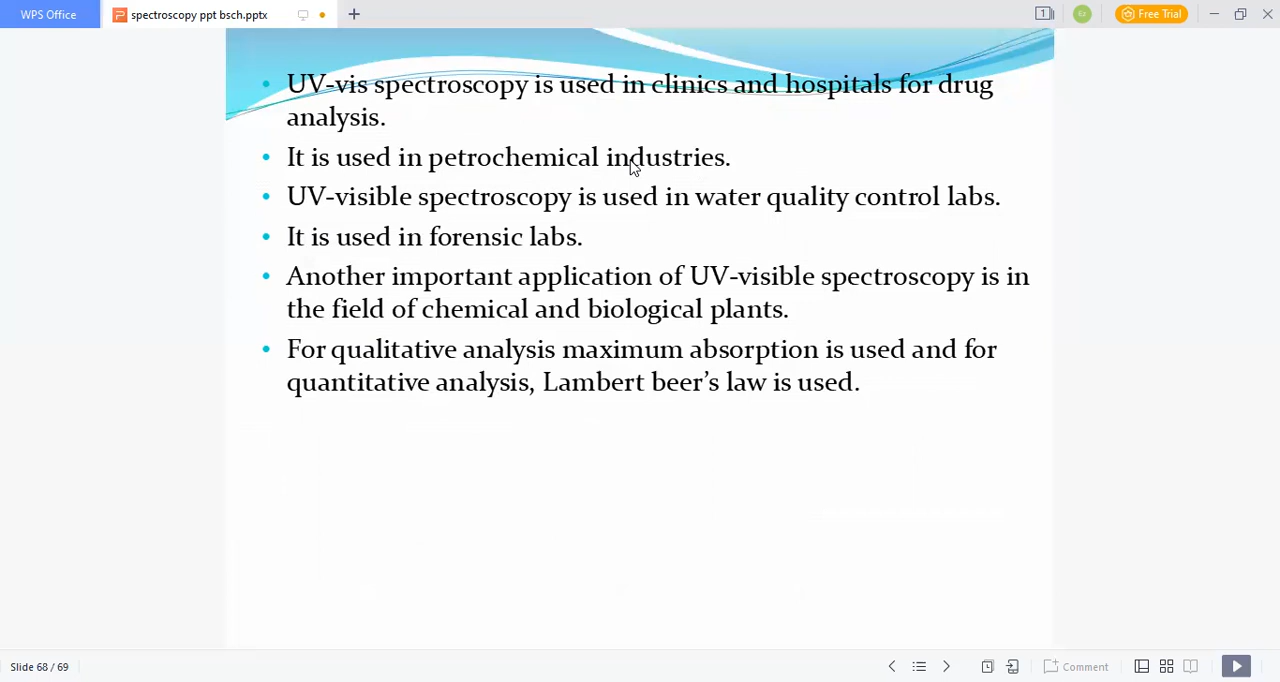 WPS Office
spectroscopy ppt bsch.pptx
1
Free Trial
• UV-vis spectroscopy is used in clinics and hospitals for drug
analysis.
• It is used in petrochemical industries.
• UV-visible spectroscopy is used in water quality control labs.
• It is used in forensic labs.
• Another important application of UV-visible spectroscopy is in
the field of chemical and biological plants.
• For qualitative analysis maximum absorption is used and for
quantitative analysis, Lambert beer’s law is used.
Slide 68 / 69
Comment